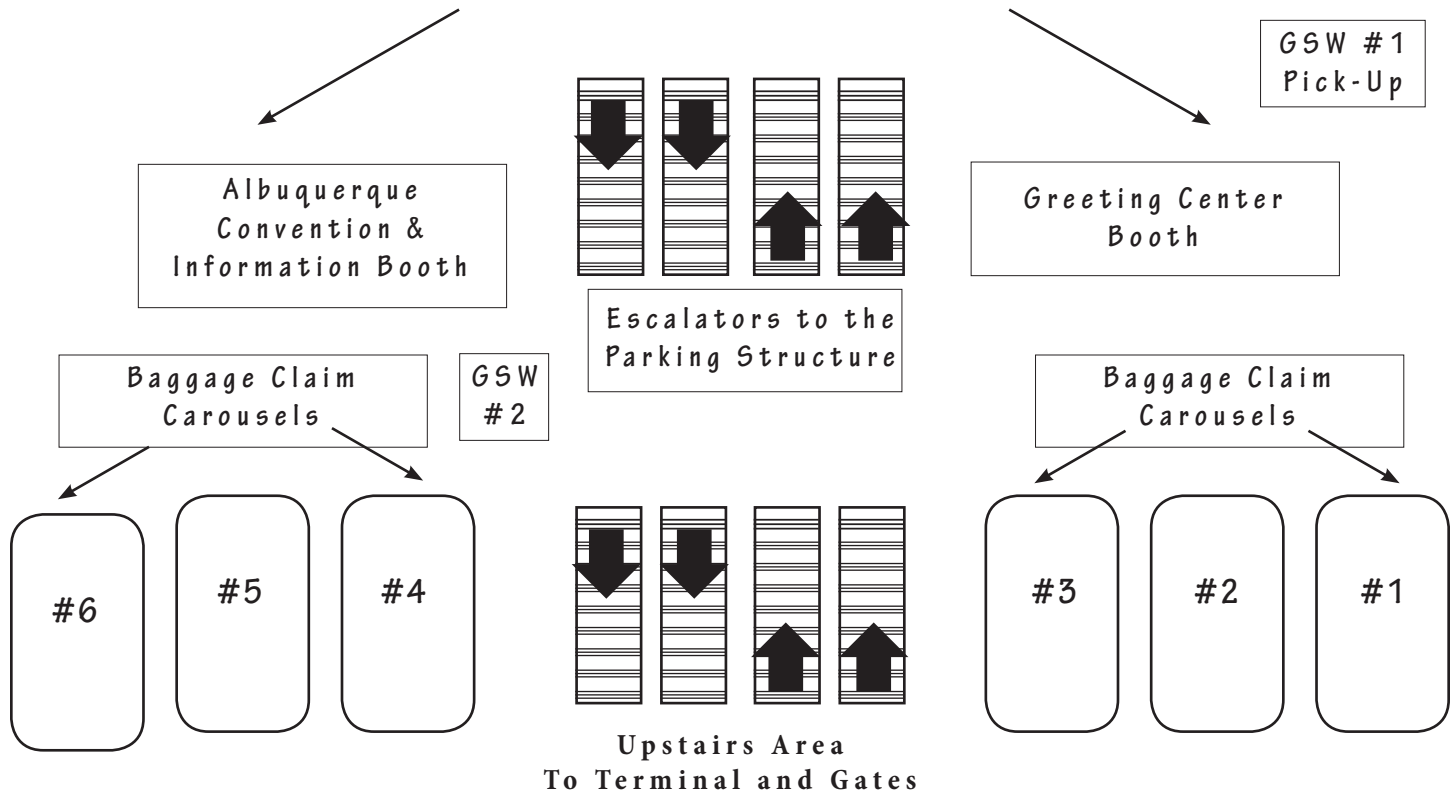 GSW #1
Pick-Up
Albuquerque
Convention &
Information Booth
Greeting Center
Booth
Escalators to the
Parking Structure
Baggage Claim
Carousels
GSW
#2
Baggage Claim
Carousels
#6
#5
#4
#3
#2
#1
Upstairs Area
To Terminal and Gates